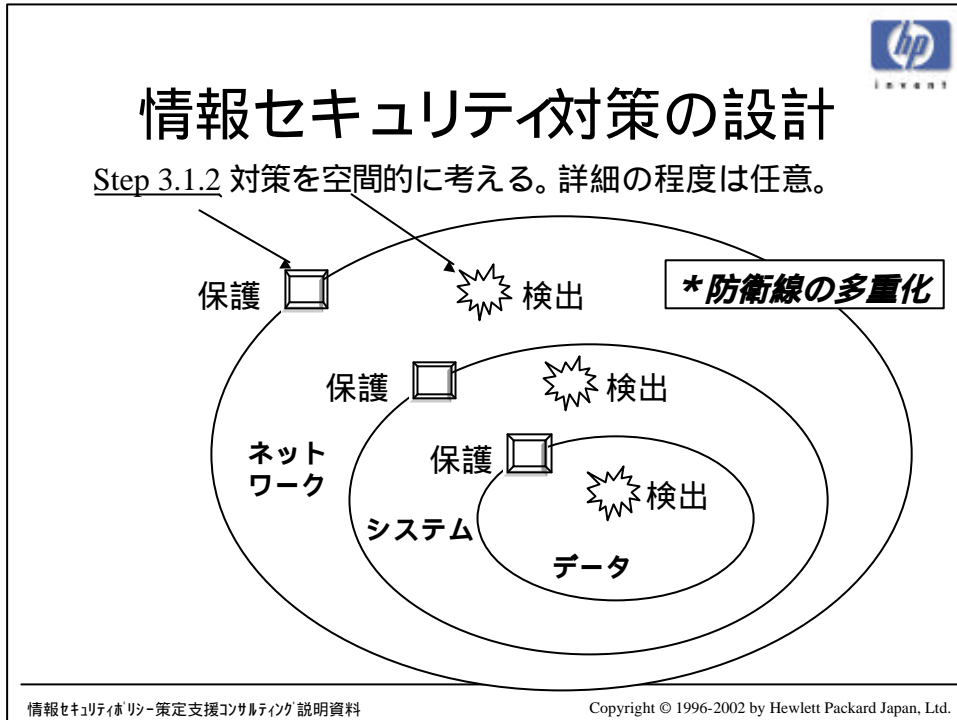 hp
invent
情報セキュリティ対策の設計
Step 3.1.2 対策を空間的に考える。詳細の程度は任意。
保護
検出
*防衛線の多重化
保護
検出
ネット
ワーク
保護
検出
システム
データ
情報ｾｷｭﾘﾃｨﾎﾟﾘｼｰ策定支援ｺﾝｻﾙﾃｨﾝｸﾞ説明資料
Copyright © 1996-2002 by Hewlett Packard Japan, Ltd.